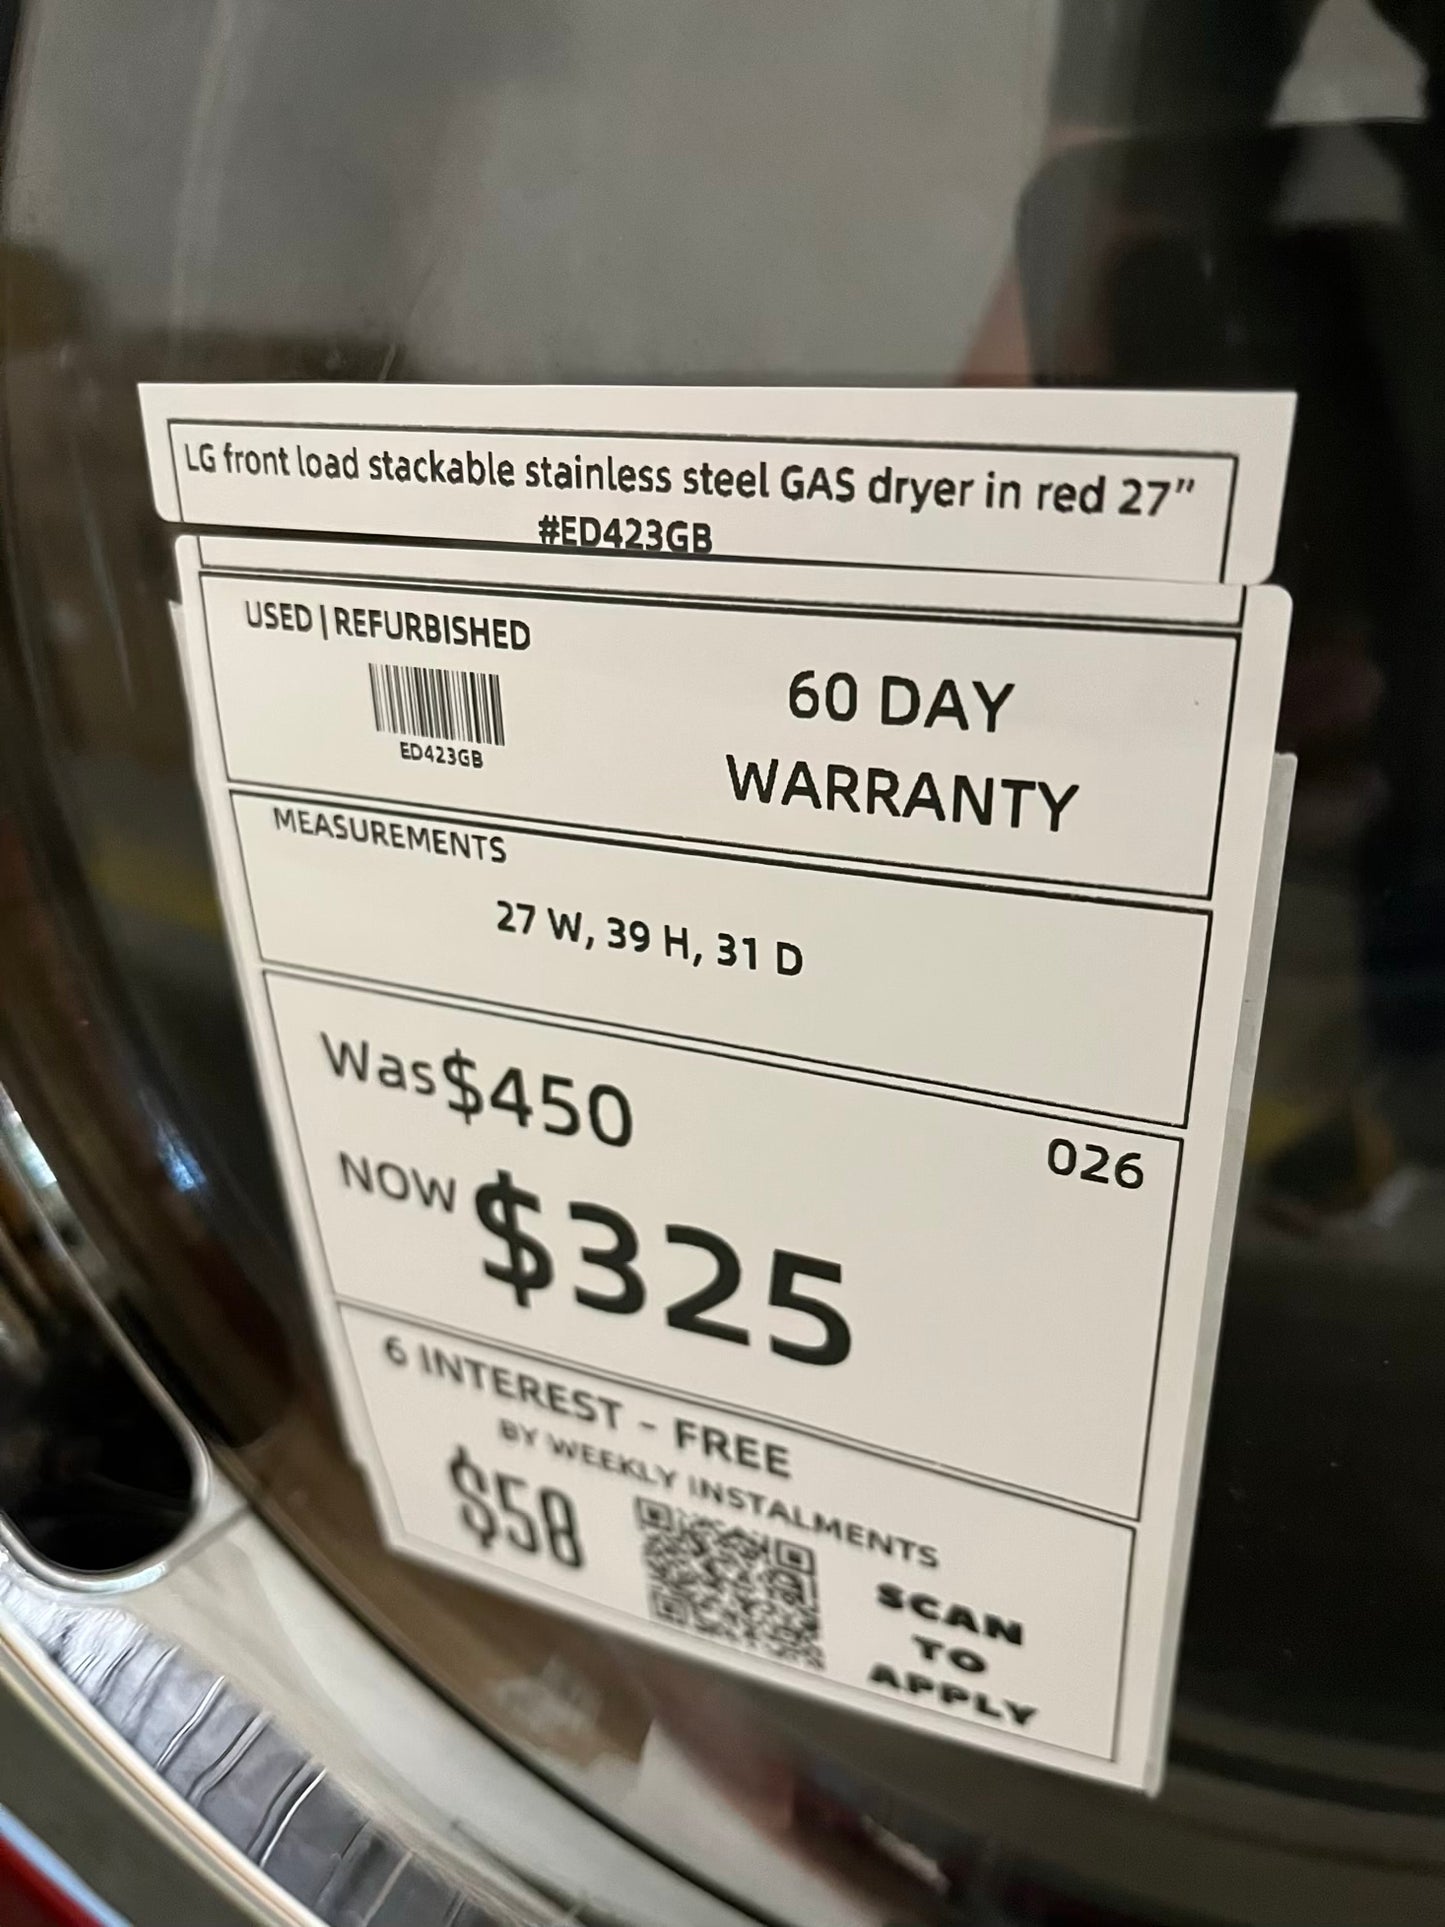 LG front load stackable stainless steel GAS dryer in red 27”
#ED423GB
USED | REFURBISHED
ED423GB
60 DAY
WARRANTY
MEASUREMENTS
27 W, 39 H, 31 D
Was $450
026
NOW $325
6 INTEREST - FREE
BY WEEKLY INSTALMENTS
$58
SCAN
TO
APPLY